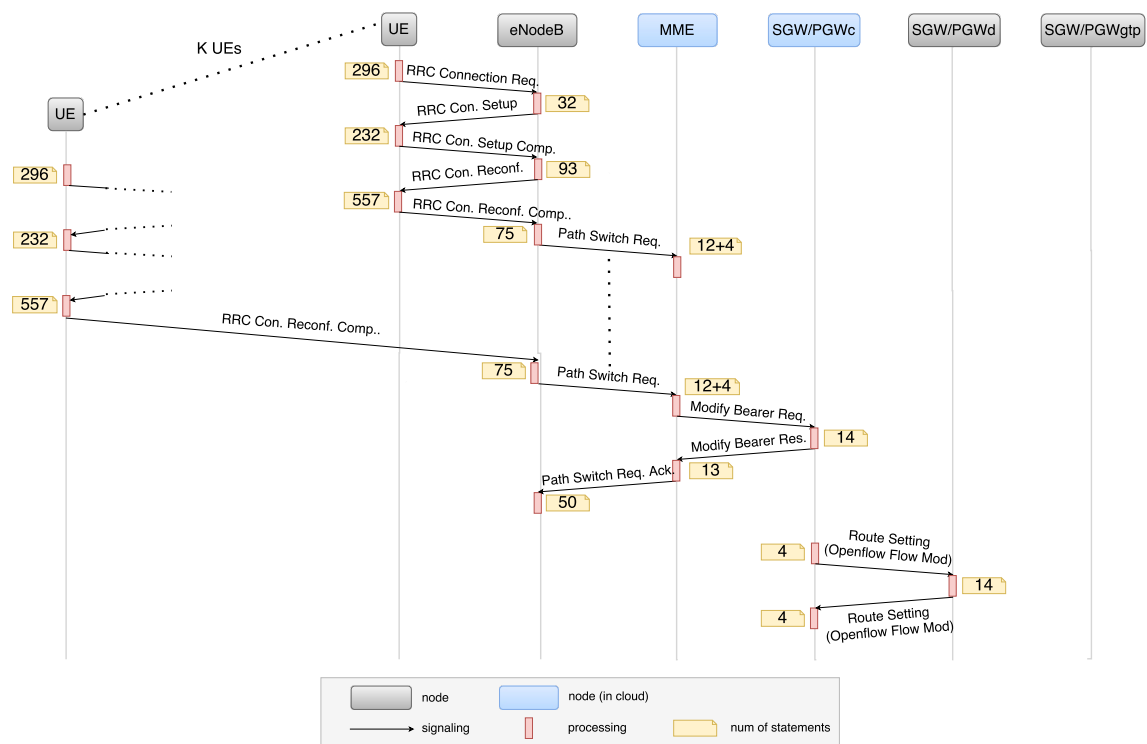 UE
eNodeB
MME
SGW/PGWc
SGW/PGWd
SGW/PGWgtp
K UEs
UE
296
RRC Connection Req.
32
RRC Con. Setup
232
RRC Con. Setup Comp.
93
RRC Con. Reconf.
296
557
RRC Con. Reconf. Comp..
75
Path Switch Req.
12+4
232
557
RRC Con. Reconf. Comp..
75
Path Switch Req.
12+4
Modify Bearer Req.
14
Modify Bearer Res.
13
Path Switch Req. Ack.
50
4
Route Setting
(Openflow Flow Mod)
14
4
Route Setting
(Openflow Flow Mod)
node
node (in cloud)
signaling
processing
num of statements